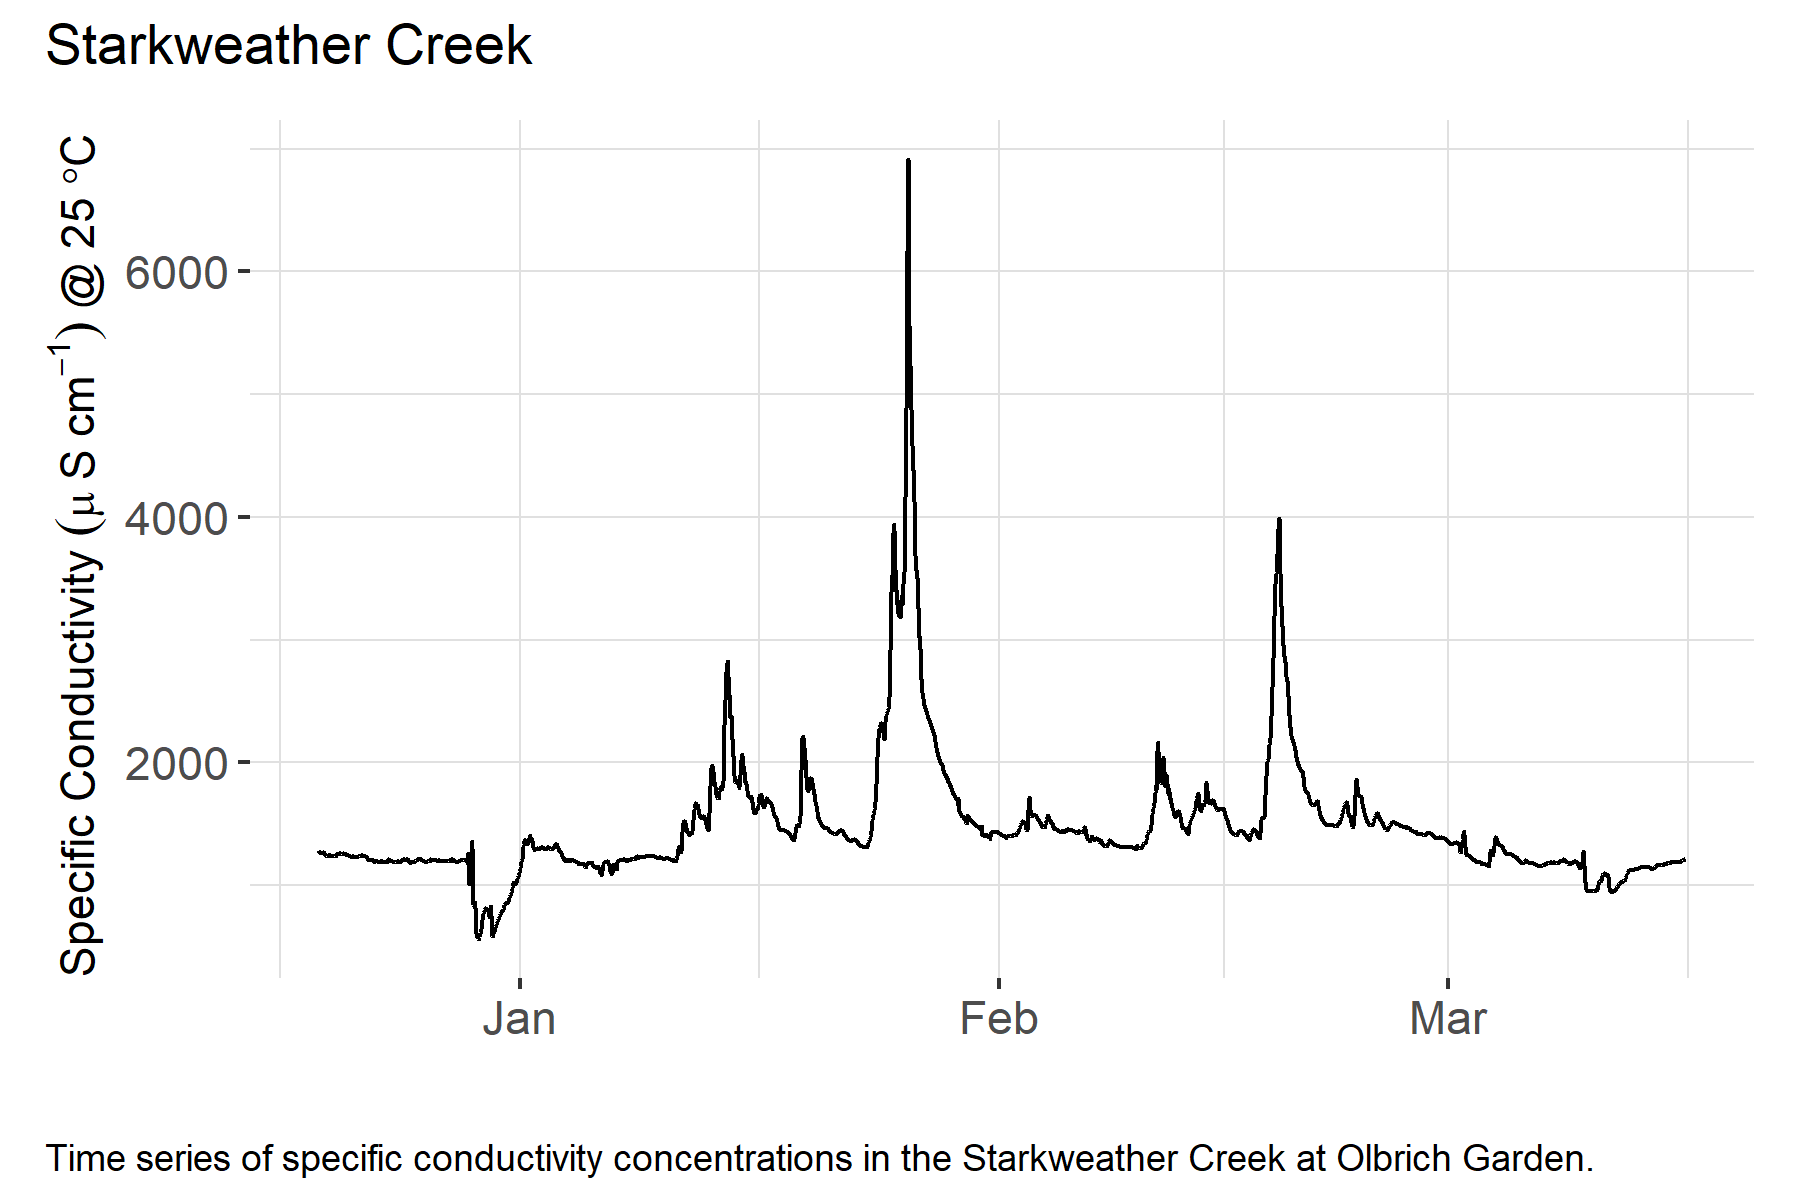 Starkweather Creek
Specific Conductivity (μ S cm⁻¹) @ 25 °C
6000
4000
2000
Jan Feb Mar
Time series of specific conductivity concentrations in the Starkweather Creek at Olbrich Garden.